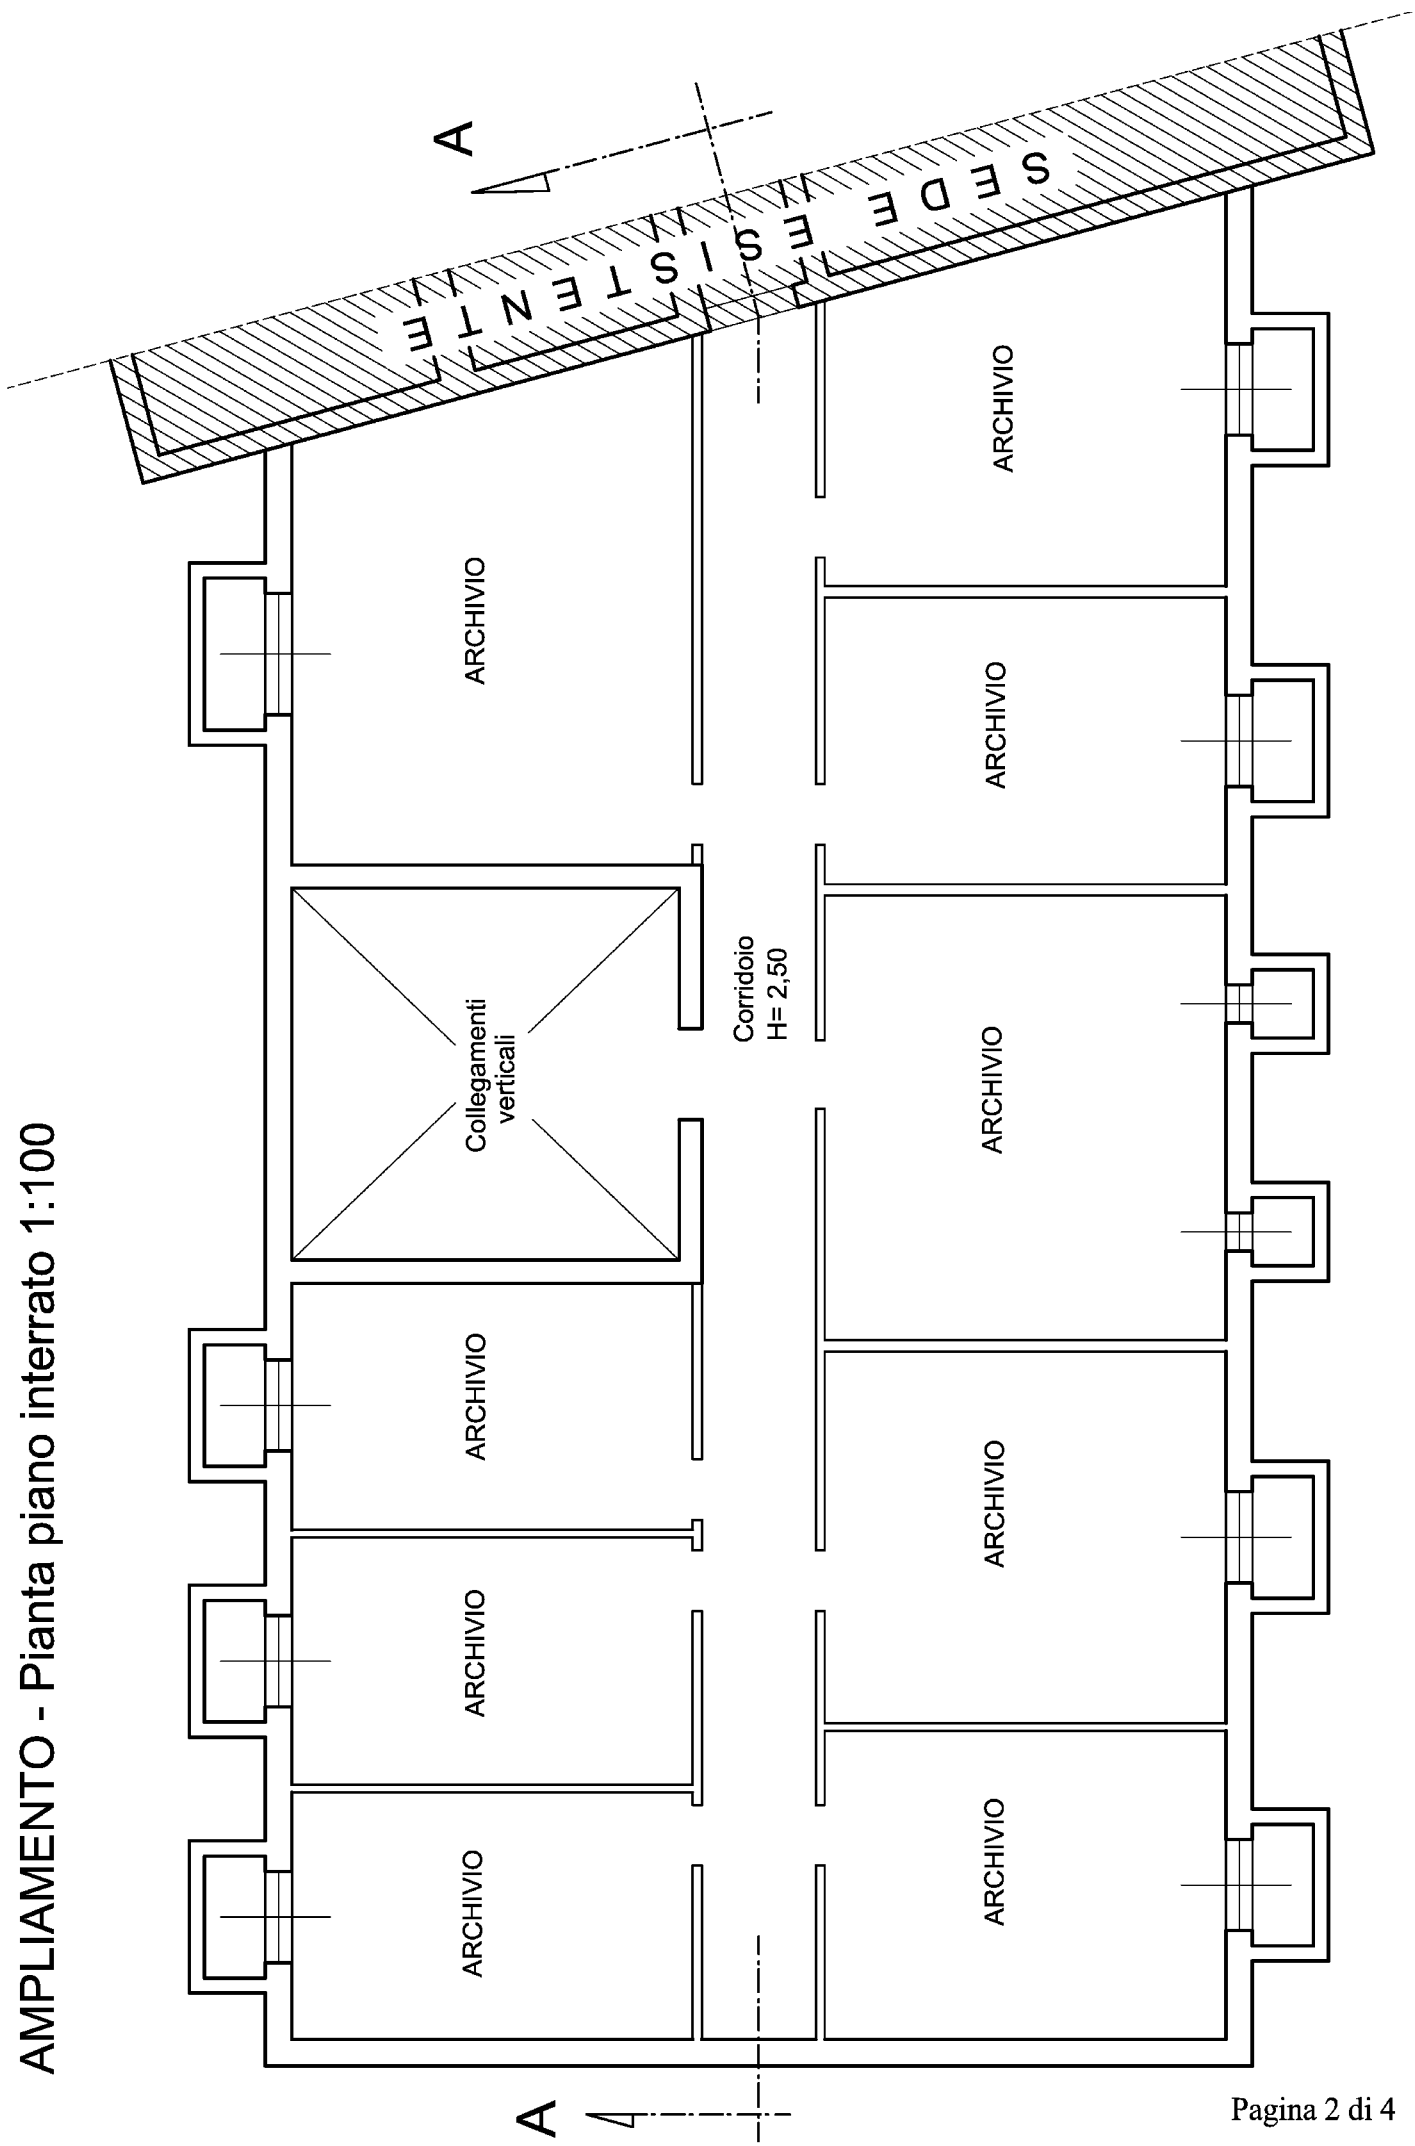 AMPLIAMENTO - Pianta piano interrato 1:100
A
SEDE ESISTENTE
ARCHIVIO
ARCHIVIO
ARCHIVIO
Collegamenti
verticali
ARCHIVIO
Corridoio
H= 2,50
ARCHIVIO
ARCHIVIO
ARCHIVIO
ARCHIVIO
ARCHIVIO
ARCHIVIO
A
Pagina 2 di 4